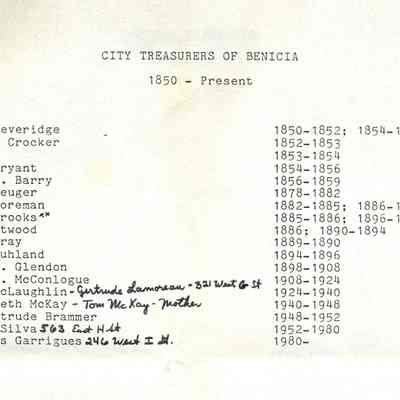 CITY TREASURERS OF BENICIA
1850 - Present
everidge 1850-1852; 1854-1
Crocker 1852-1853
1853-1854
ryant 1854-1856
. Barry 1856-1859
euger 1878-1882
oreman 1882-1885; 1886-1
rooks** 1885-1886; 1896-1
twood 1886; 1890-1894
ray 1889-1890
uhland 1894-1896
. Glendon 1898-1908
. McConlogue 1908-1924
cLaughlin - Gertrude Lamoreau - 321 West G St 1924-1940
eth McKay - Tom McKay - Mother 1940-1948
trude Brammer 1948-1952
Silva 563 East H St 1952-1980
s Garrigues 246 West I St. 1980-